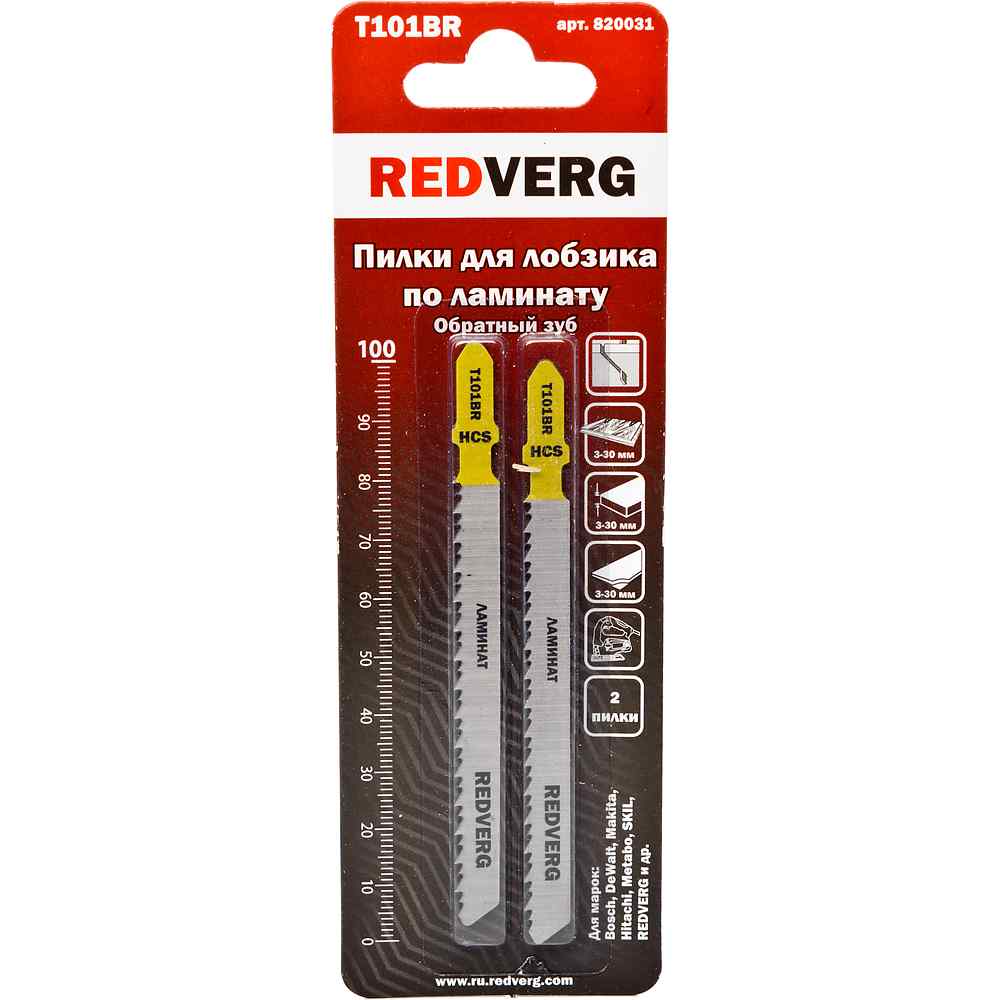 T101BR
арт. 820031
REDVERG
Пилки для лобзика
по ламинату
Обратный зуб
100
90
80
70
60
50
40
30
20
10
0
T101BR
HCS
ЛАМИНАТ
REDVERG
T101BR
HCS
ЛАМИНАТ
REDVERG
3-30 мм
3-30 мм
3-30 мм
2
ПИЛКИ
Для марок:
Bosch, DeWalt, Makita,
Hitachi, Metabo, SKIL,
REDVERG и др.
www.ru.redverg.com